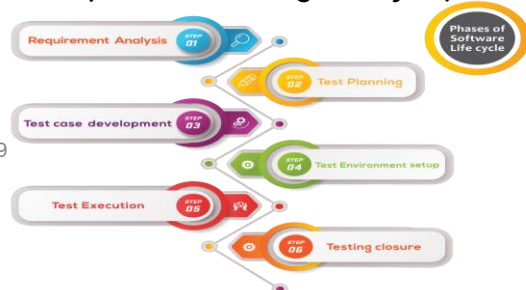 Phases of
Software
Life cycle
Requirement Analysis
STEP
01
STEP
02
Test Planning
Test case development
STEP
03
9
STEP
04
Test Environment setup
Test Execution
STEP
05
STEP
06
Testing closure